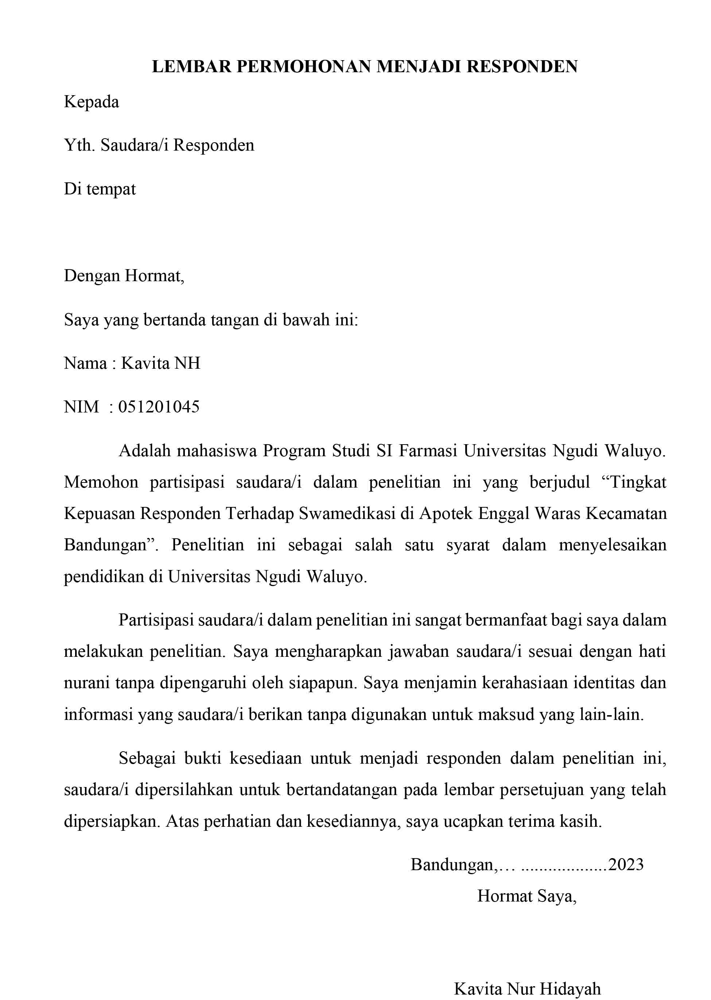 LEMBAR PERMOHONAN MENJADI RESPONDEN
Kepada
Yth. Saudara/i Responden
Di tempat
Dengan Hormat,
Saya yang bertanda tangan di bawah ini:
Nama : Kavita NH
NIM  : 051201045
Adalah mahasiswa Program Studi SI Farmasi Universitas Ngudi Waluyo.
Memohon partisipasi saudara/i dalam penelitian ini yang berjudul “Tingkat
Kepuasan Responden Terhadap Swamedikasi di Apotek Enggal Waras Kecamatan
Bandungan”. Penelitian ini sebagai salah satu syarat dalam menyelesaikan
pendidikan di Universitas Ngudi Waluyo.
Partisipasi saudara/i dalam penelitian ini sangat bermanfaat bagi saya dalam
melakukan penelitian. Saya mengharapkan jawaban saudara/i sesuai dengan hati
nurani tanpa dipengaruhi oleh siapapun. Saya menjamin kerahasiaan identitas dan
informasi yang saudara/i berikan tanpa digunakan untuk maksud yang lain-lain.
Sebagai bukti kesediaan untuk menjadi responden dalam penelitian ini,
saudara/i dipersilahkan untuk bertandatangan pada lembar persetujuan yang telah
dipersiapkan. Atas perhatian dan kesediannya, saya ucapkan terima kasih.
Bandungan,… ...................2023
Hormat Saya,
Kavita Nur Hidayah